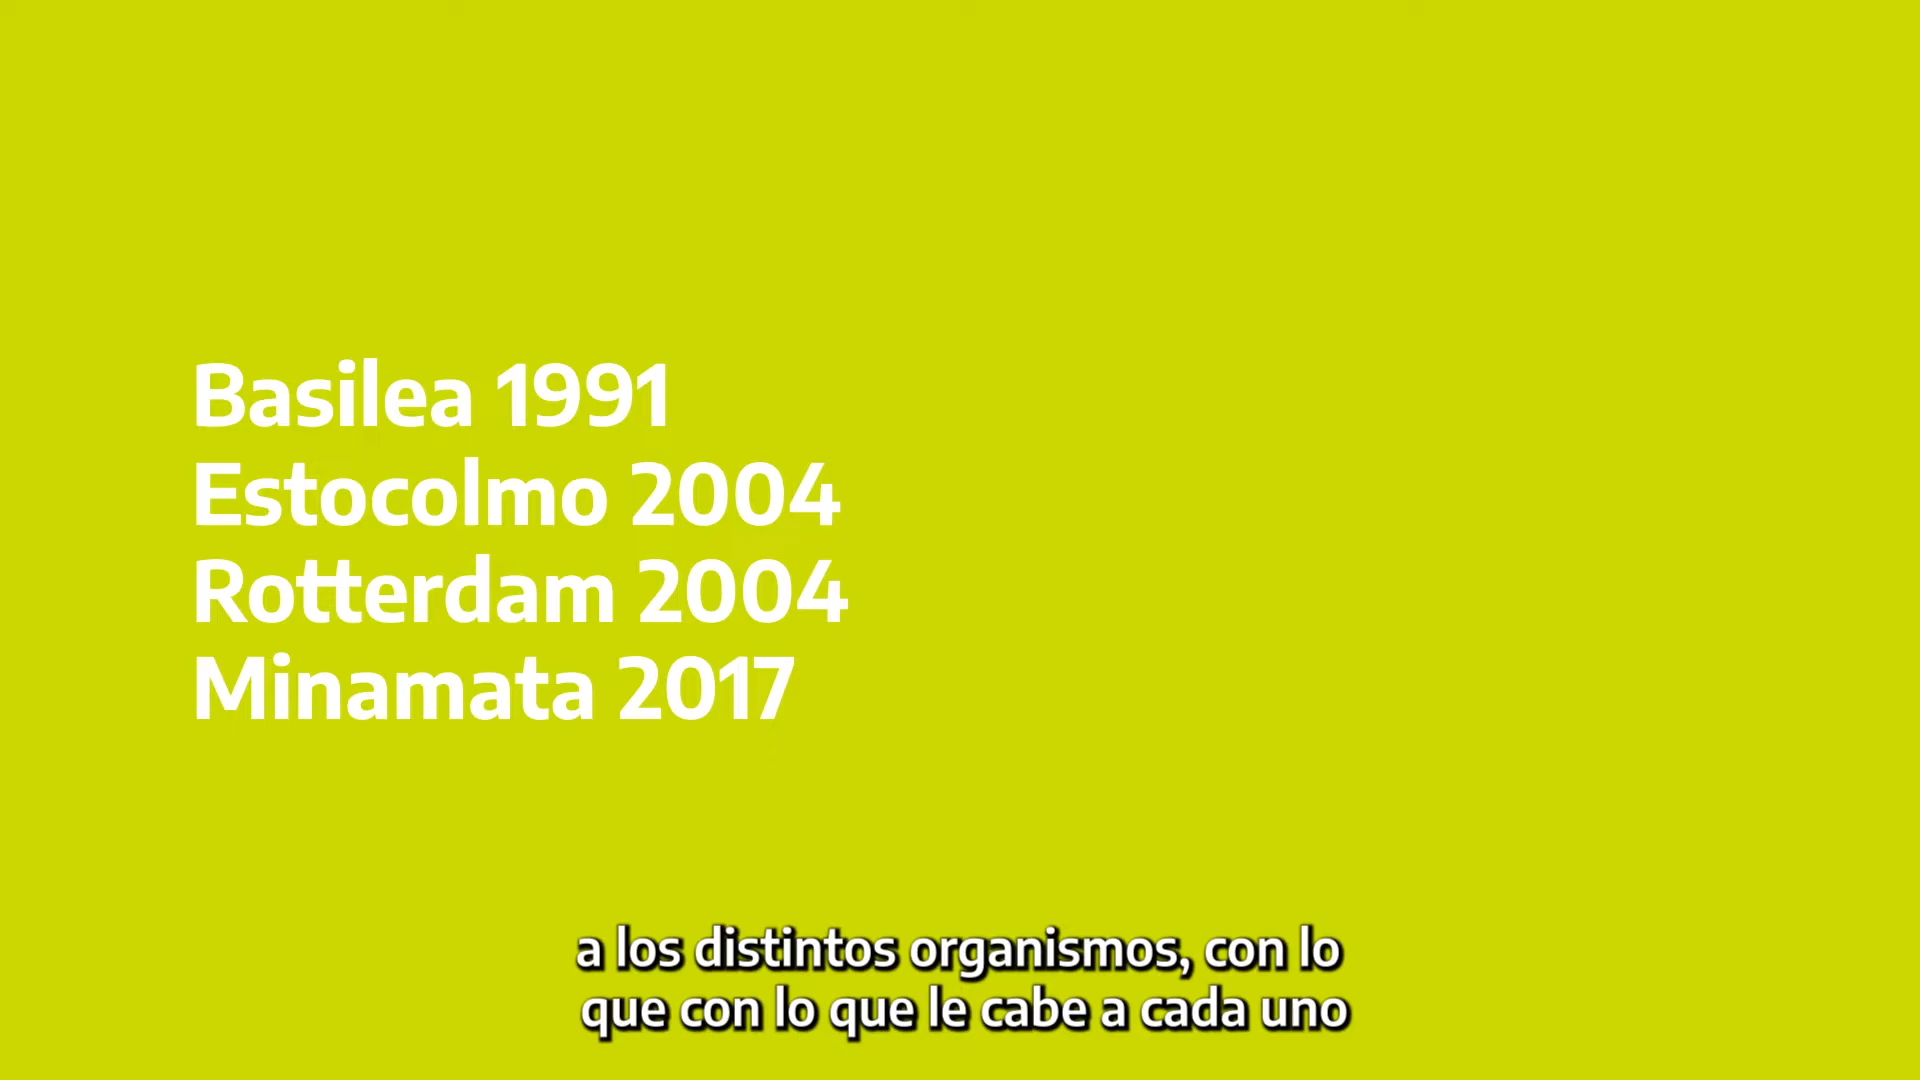 Basilea 1991
Estocolmo 2004
Rotterdam 2004
Minamata 2017
a los distintos organismos, con lo
que con lo que le cabe a cada uno